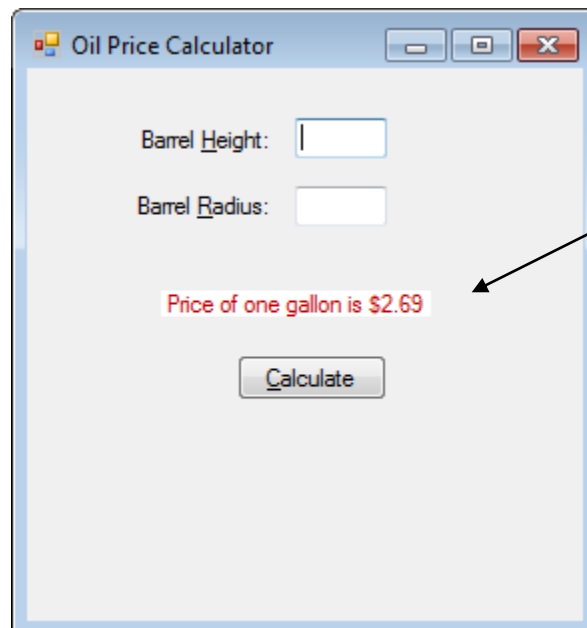 Oil Price Calculator
Barrel Height:
Barrel Radius:
Price of one gallon is $2.69
Calculate